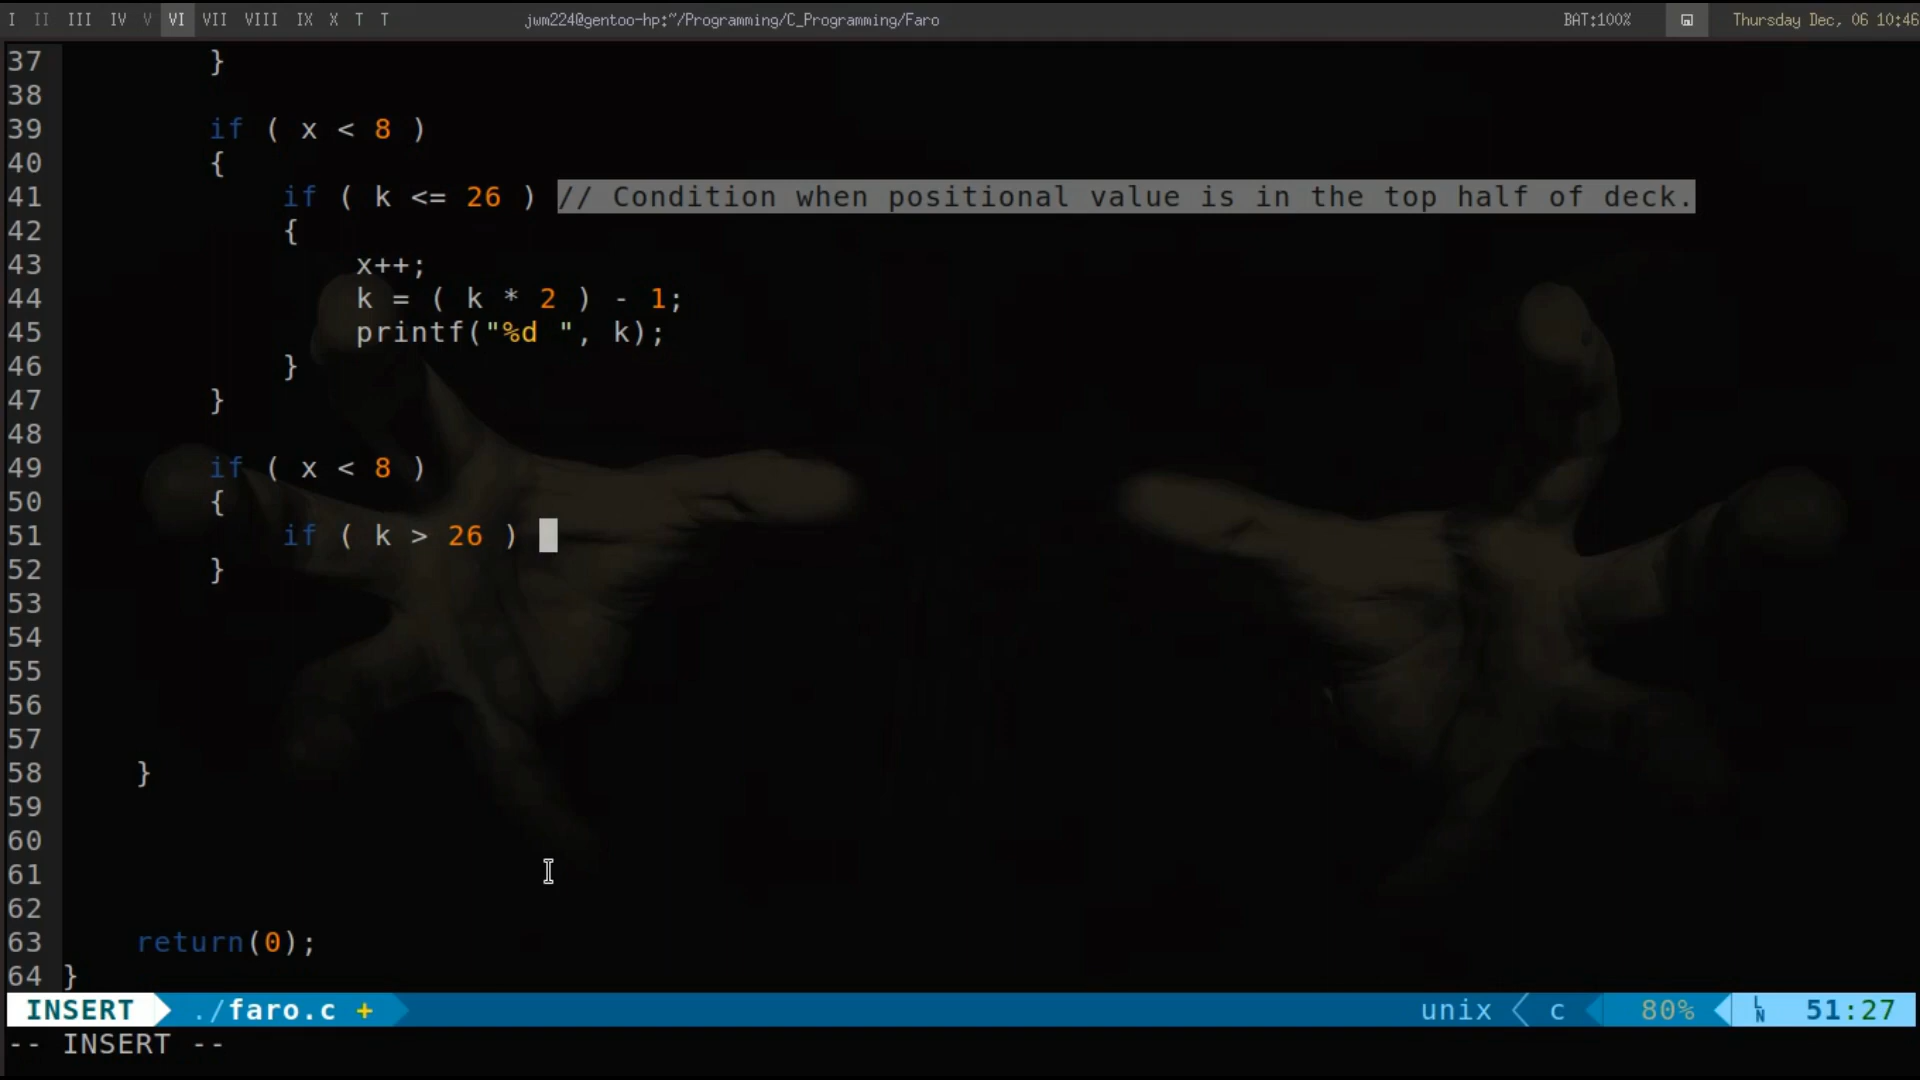 I II III IV V VI VII VIII IX X T T jwm224@gentoo-hp:~/Programming/C_Programming/Faro BAT:100% Thursday Dec, 06 10:46
37 }
38
39 if ( x < 8 )
40 {
41 if ( k <= 26 ) // Condition when positional value is in the top half of deck.
42 {
43 x++;
44 k = ( k * 2 ) - 1;
45 printf("%d ", k);
46 }
47 }
48
49 if ( x < 8 )
50 {
51 if ( k > 26 )
52 }
53
54
55
56
57
58 }
59
60
61
62
63 return(0);
64 }
INSERT ./faro.c + unix c 80% LN 51:27
-- INSERT --